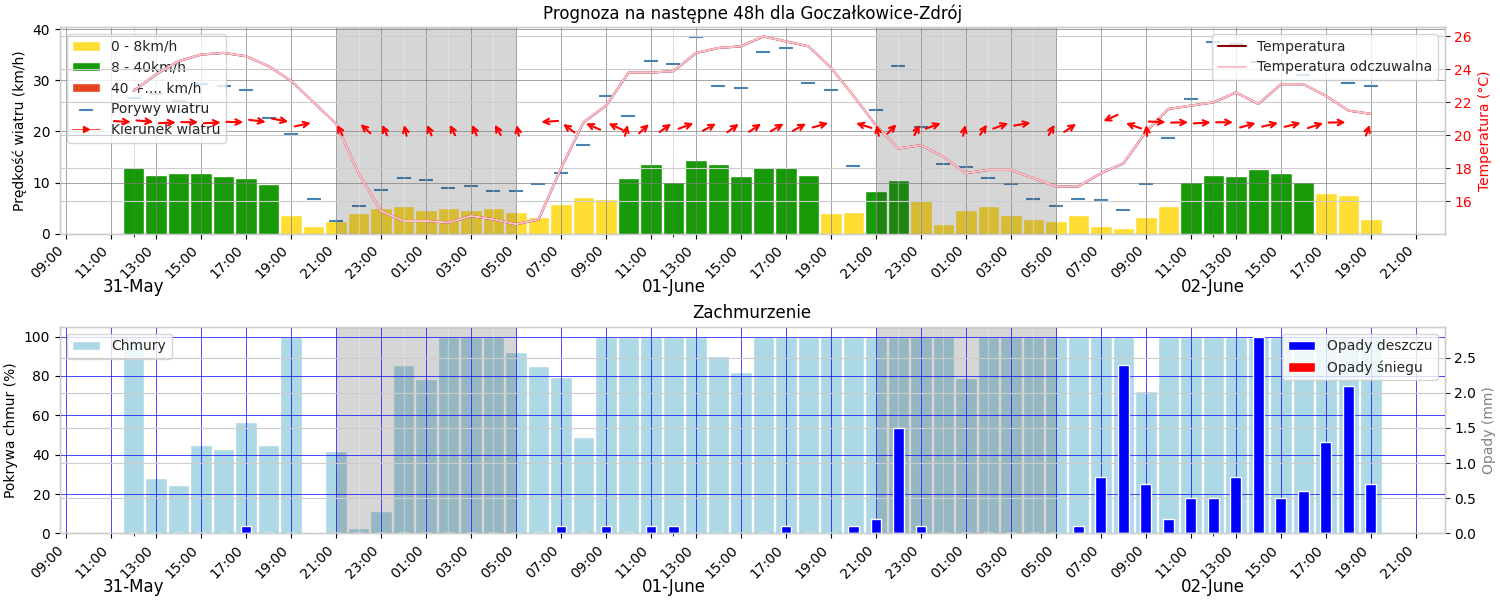 Prognoza na następne 48h dla Goczałkowice-Zdrój
Prędkość wiatru (km/h)
40
30
20
10
0
0 - 8km/h
8 - 40km/h
40 +.... km/h
Porywy wiatru
Kierunek wiatru
Temperatura
Temperatura odczuwalna
26
24
22
20
18
16
Temperatura (°C)
09:00 11:00 13:00 15:00 17:00 19:00 21:00 23:00 01:00 03:00 05:00 07:00 09:00 11:00 13:00 15:00 17:00 19:00 21:00 23:00 01:00 03:00 05:00 07:00 09:00 11:00 13:00 15:00 17:00 19:00 21:00
31-May 01-June 02-June
Zachmurzenie
Pokrywa chmur (%)
100
80
60
40
20
0
Chmury
Opady deszczu
Opady śniegu
2.5
2.0
1.5
1.0
0.5
0.0
Opady (mm)
09:00 11:00 13:00 15:00 17:00 19:00 21:00 23:00 01:00 03:00 05:00 07:00 09:00 11:00 13:00 15:00 17:00 19:00 21:00 23:00 01:00 03:00 05:00 07:00 09:00 11:00 13:00 15:00 17:00 19:00 21:00
31-May 01-June 02-June